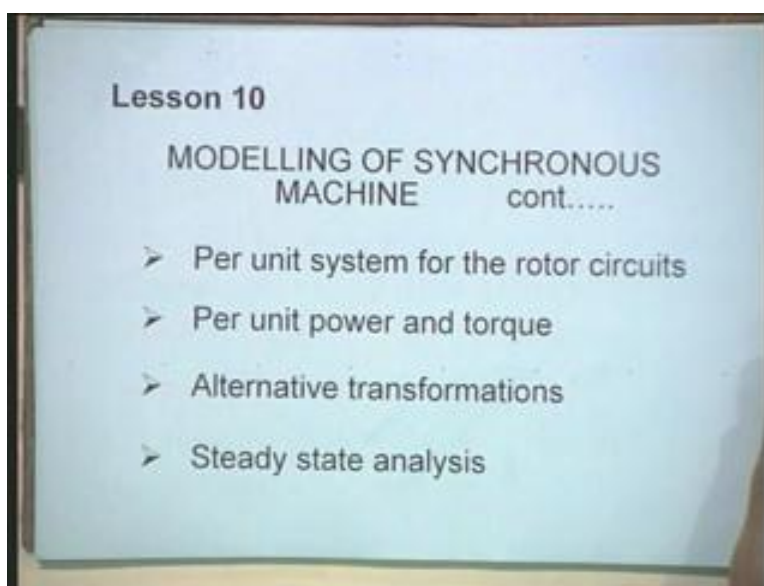 Lesson 10
MODELLING OF SYNCHRONOUS
MACHINE cont.....
➢ Per unit system for the rotor circuits
➢ Per unit power and torque
➢ Alternative transformations
➢ Steady state analysis